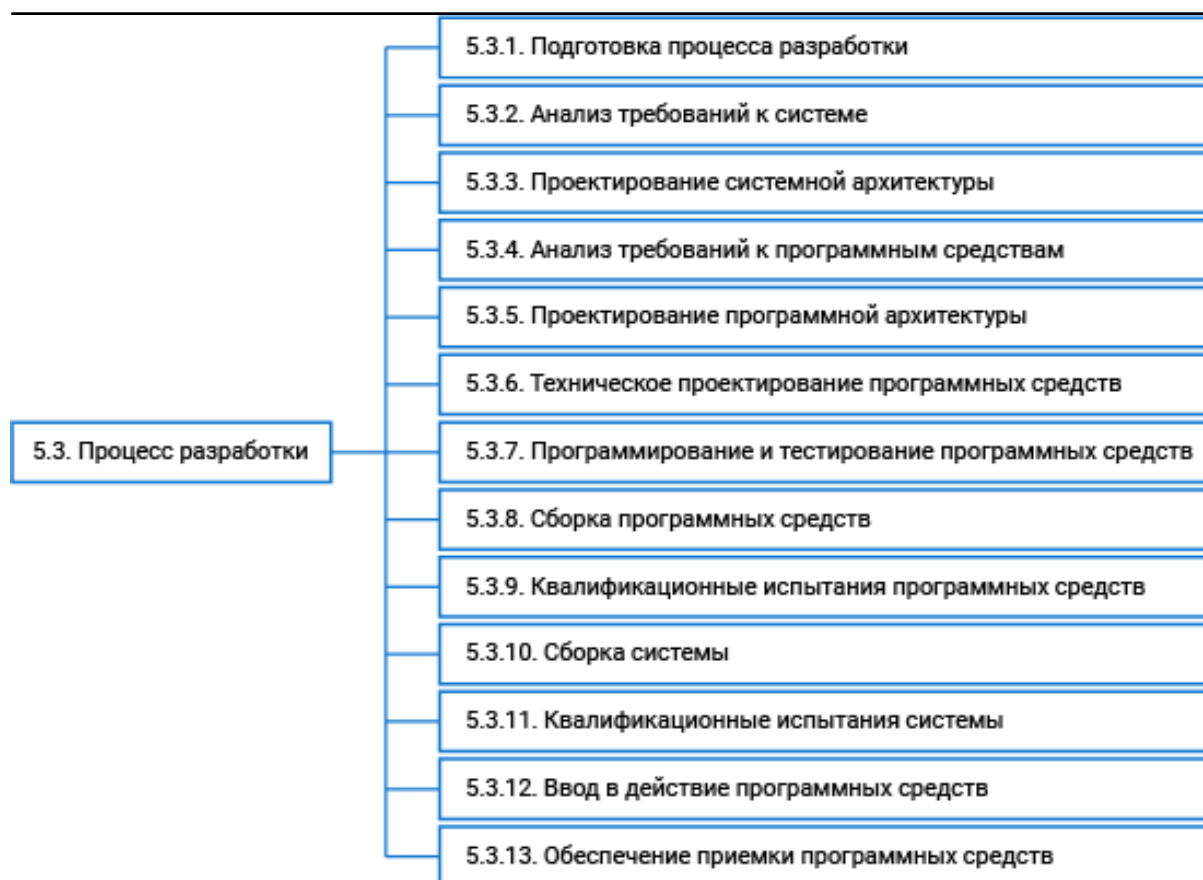 5.3.1. Подготовка процесса разработки
5.3.2. Анализ требований к системе
5.3.3. Проектирование системной архитектуры
5.3.4. Анализ требований к программным средствам
5.3.5. Проектирование программной архитектуры
5.3.6. Техническое проектирование программных средств
5.3. Процесс разработки
5.3.7. Программирование и тестирование программных средств
5.3.8. Сборка программных средств
5.3.9. Квалификационные испытания программных средств
5.3.10. Сборка системы
5.3.11. Квалификационные испытания системы
5.3.12. Ввод в действие программных средств
5.3.13. Обеспечение приемки программных средств